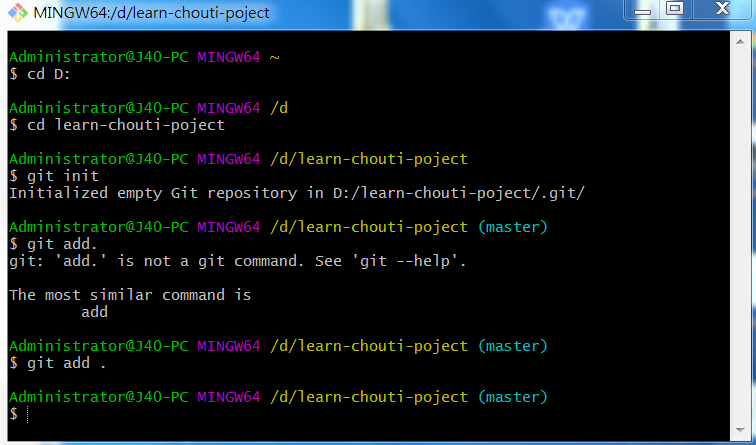 MINGW64:/d/learn-chouti-poject
Administrator@J40-PC MINGW64 ~
$ cd D:
Administrator@J40-PC MINGW64 /d
$ cd learn-chouti-poject
Administrator@J40-PC MINGW64 /d/learn-chouti-poject
$ git init
Initialized empty Git repository in D:/learn-chouti-poject/.git/
Administrator@J40-PC MINGW64 /d/learn-chouti-poject (master)
$ git add.
git: 'add.' is not a git command. See 'git --help'.
The most similar command is
add
Administrator@J40-PC MINGW64 /d/learn-chouti-poject (master)
$ git add .
Administrator@J40-PC MINGW64 /d/learn-chouti-poject (master)
$